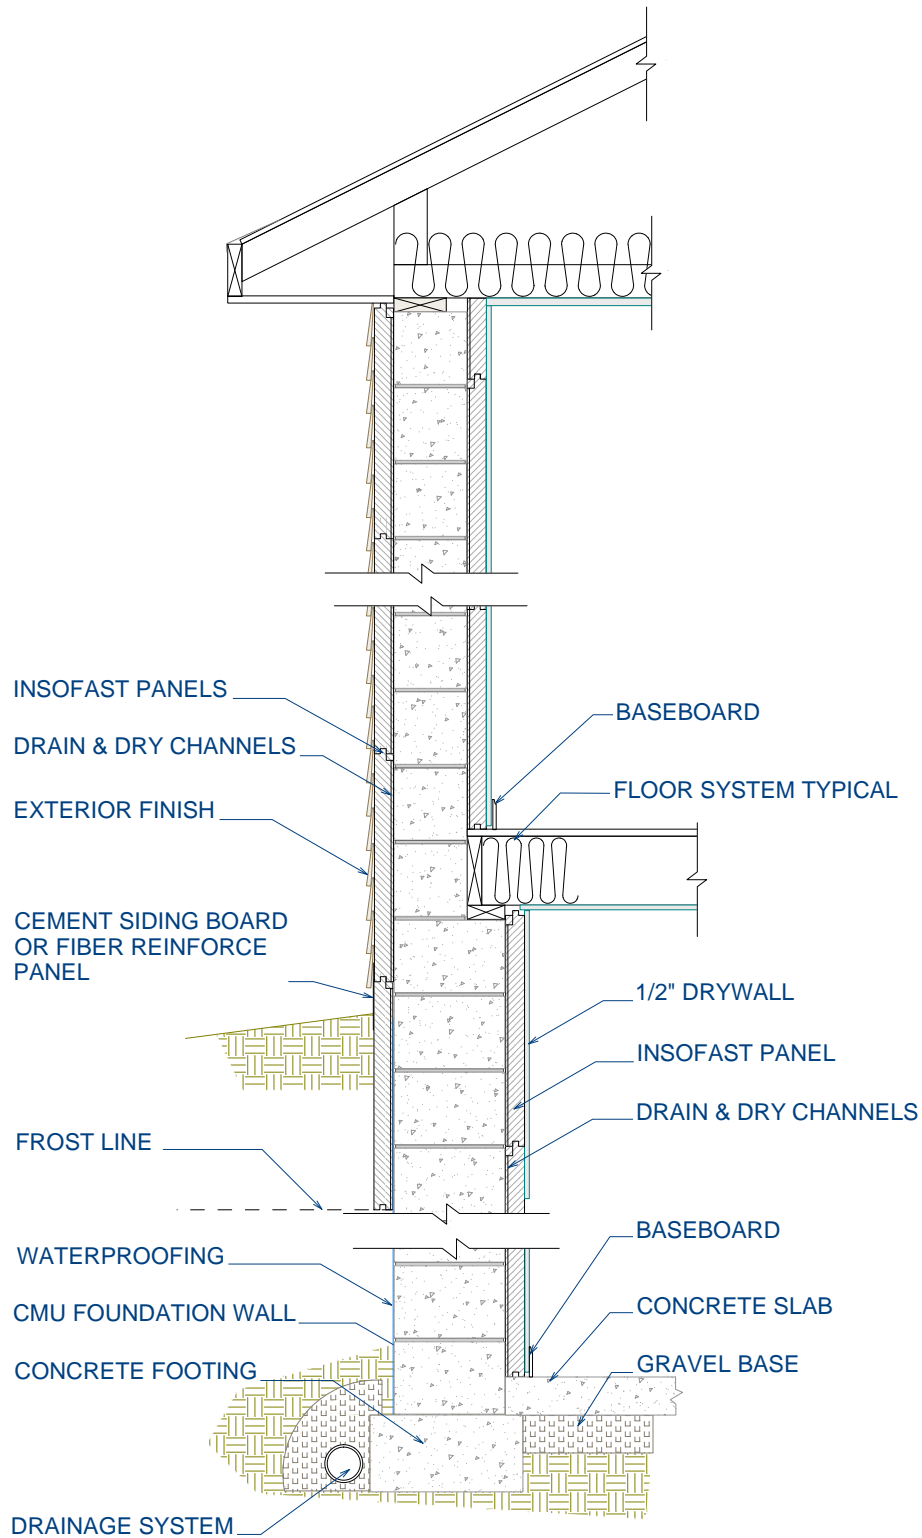 INSOFAST PANELS
DRAIN & DRY CHANNELS
EXTERIOR FINISH
CEMENT SIDING BOARD
OR FIBER REINFORCE
PANEL
FROST LINE
WATERPROOFING
CMU FOUNDATION WALL
CONCRETE FOOTING
DRAINAGE SYSTEM
BASEBOARD
FLOOR SYSTEM TYPICAL
1/2" DRYWALL
INSOFAST PANEL
DRAIN & DRY CHANNELS
BASEBOARD
CONCRETE SLAB
GRAVEL BASE